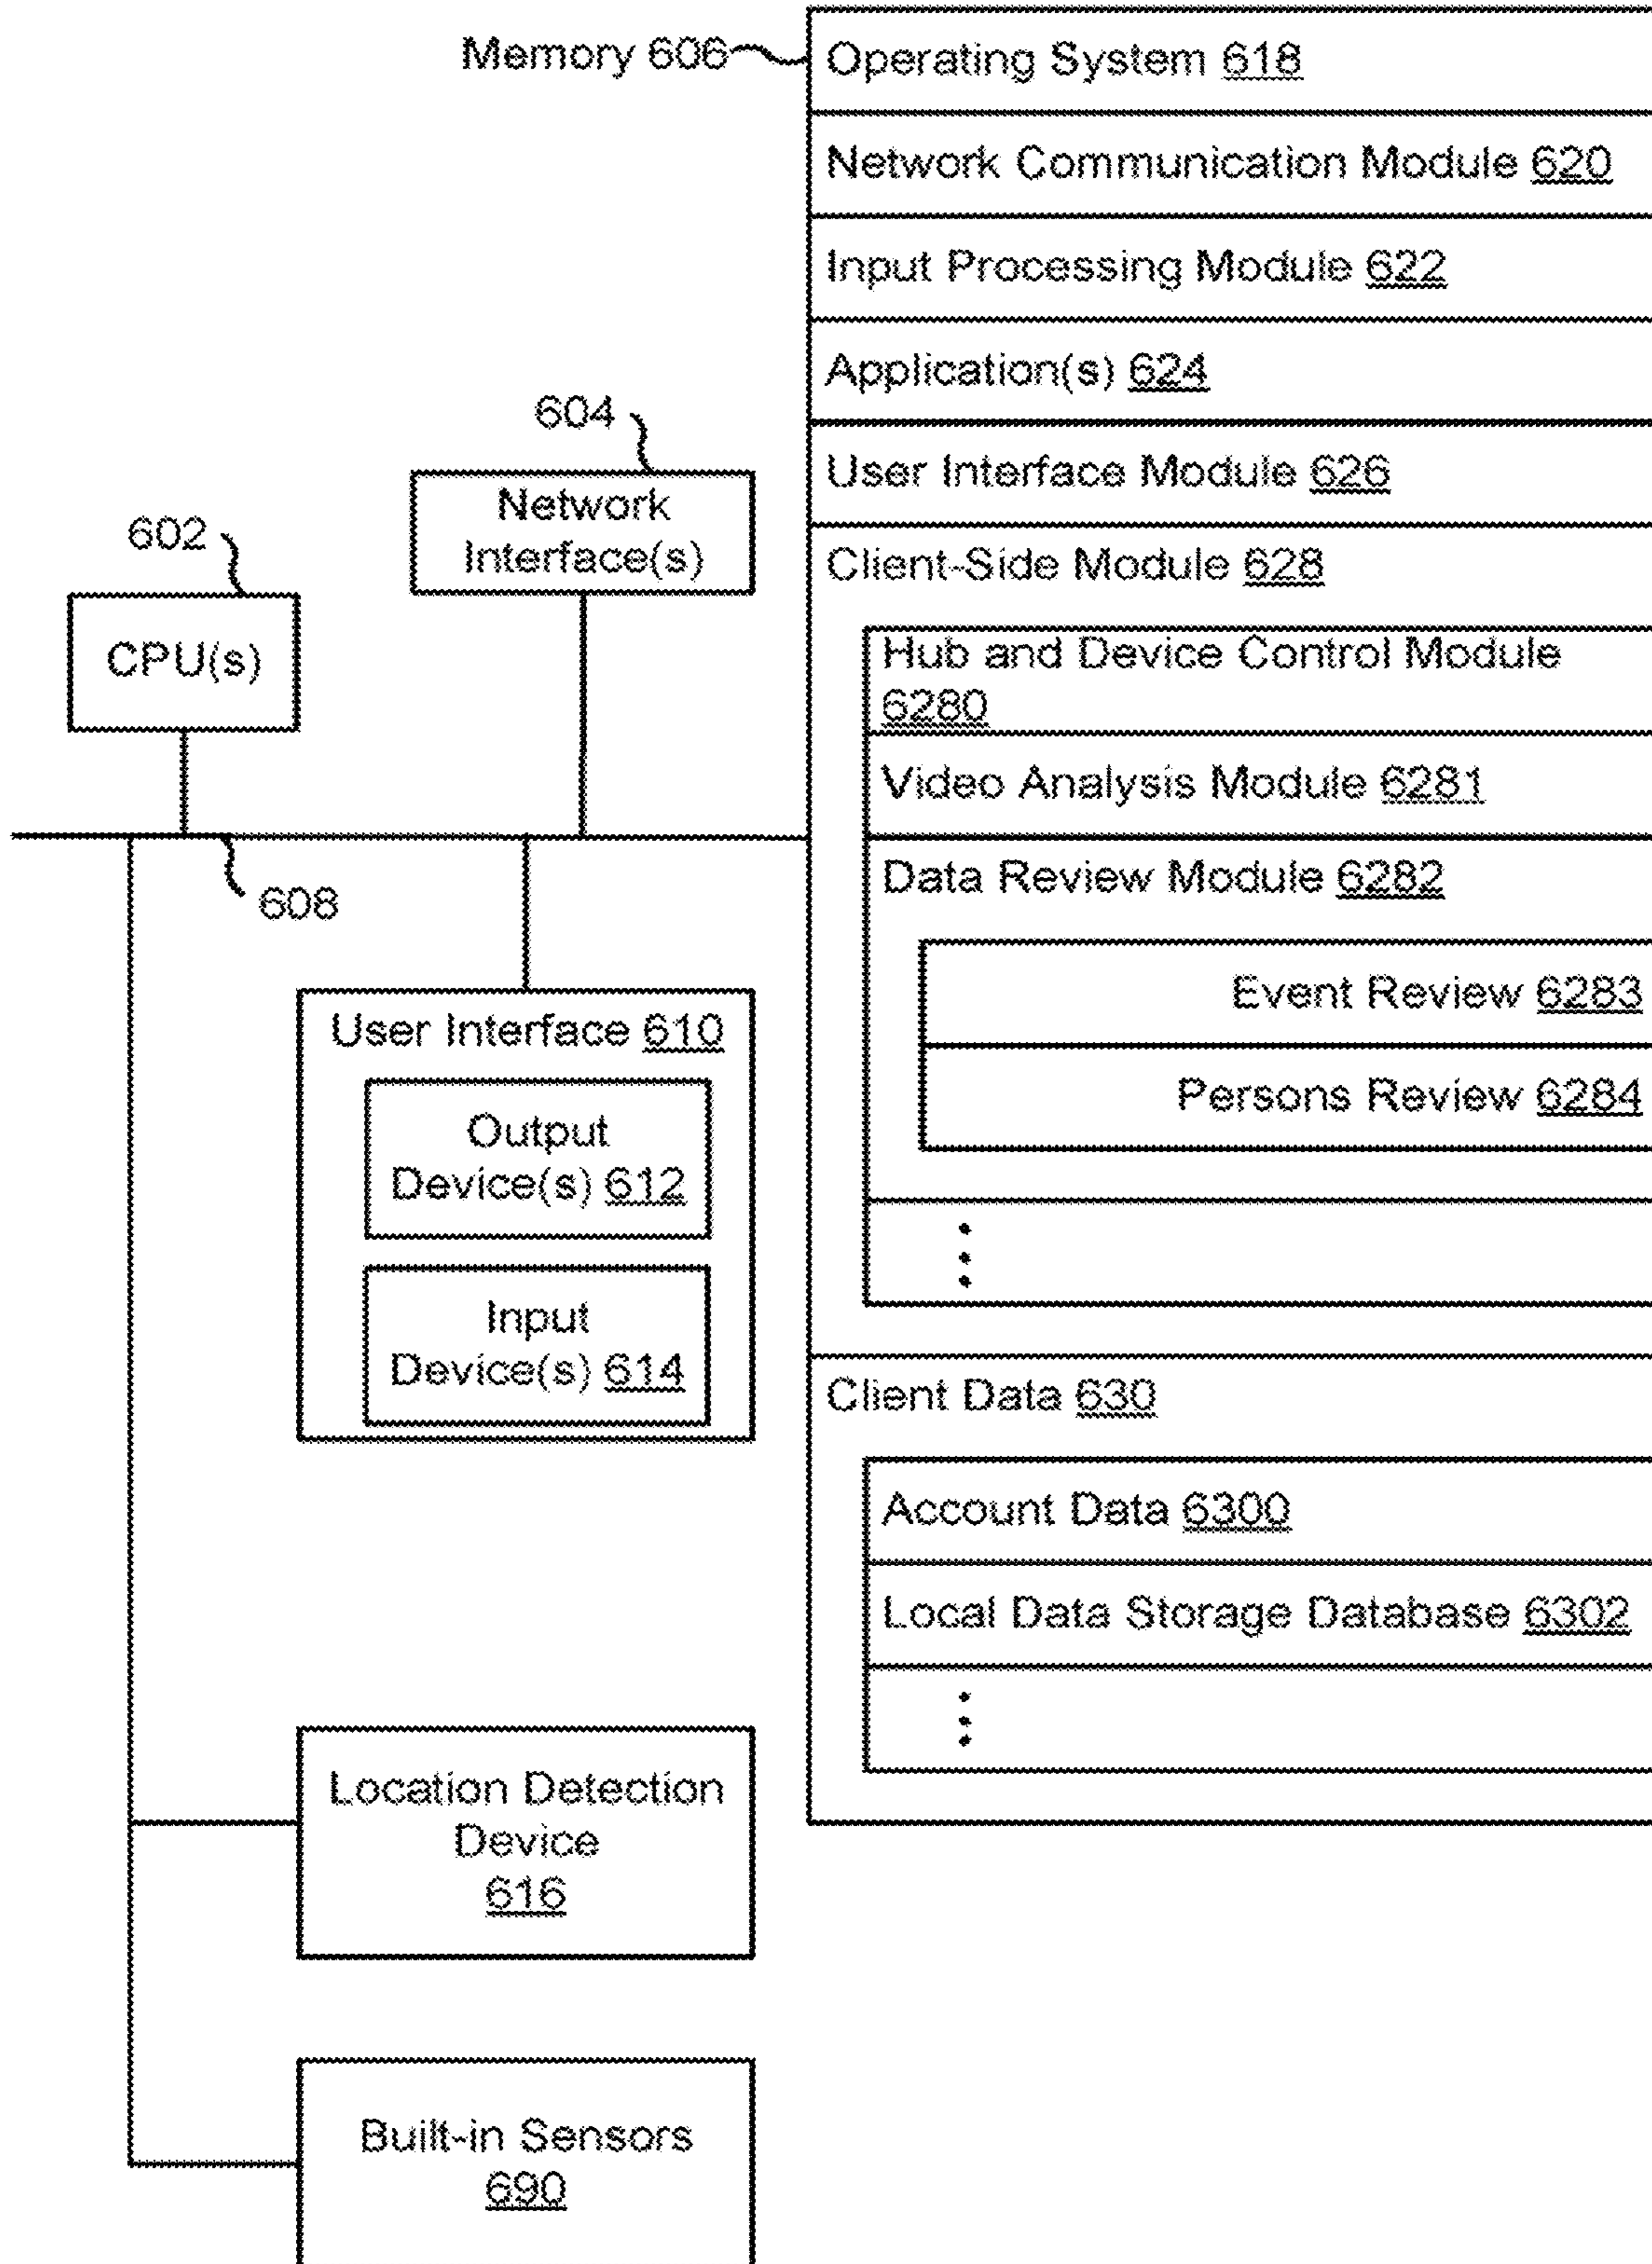 Memory 606
Operating System 618
Network Communication Module 620
Input Processing Module 622
Application(s) 624
User Interface Module 626
Client-Side Module 628
Hub and Device Control Module
6280
Video Analysis Module 6281
Data Review Module 6282
Event Review 6283
Persons Review 6284
Client Data 630
Account Data 6300
Local Data Storage Database 6302
604
Network
Interface(s)
602
CPU(s)
608
User Interface 610
Output
Device(s) 612
Input
Device(s) 614
Location Detection
Device
616
Built-in Sensors
690